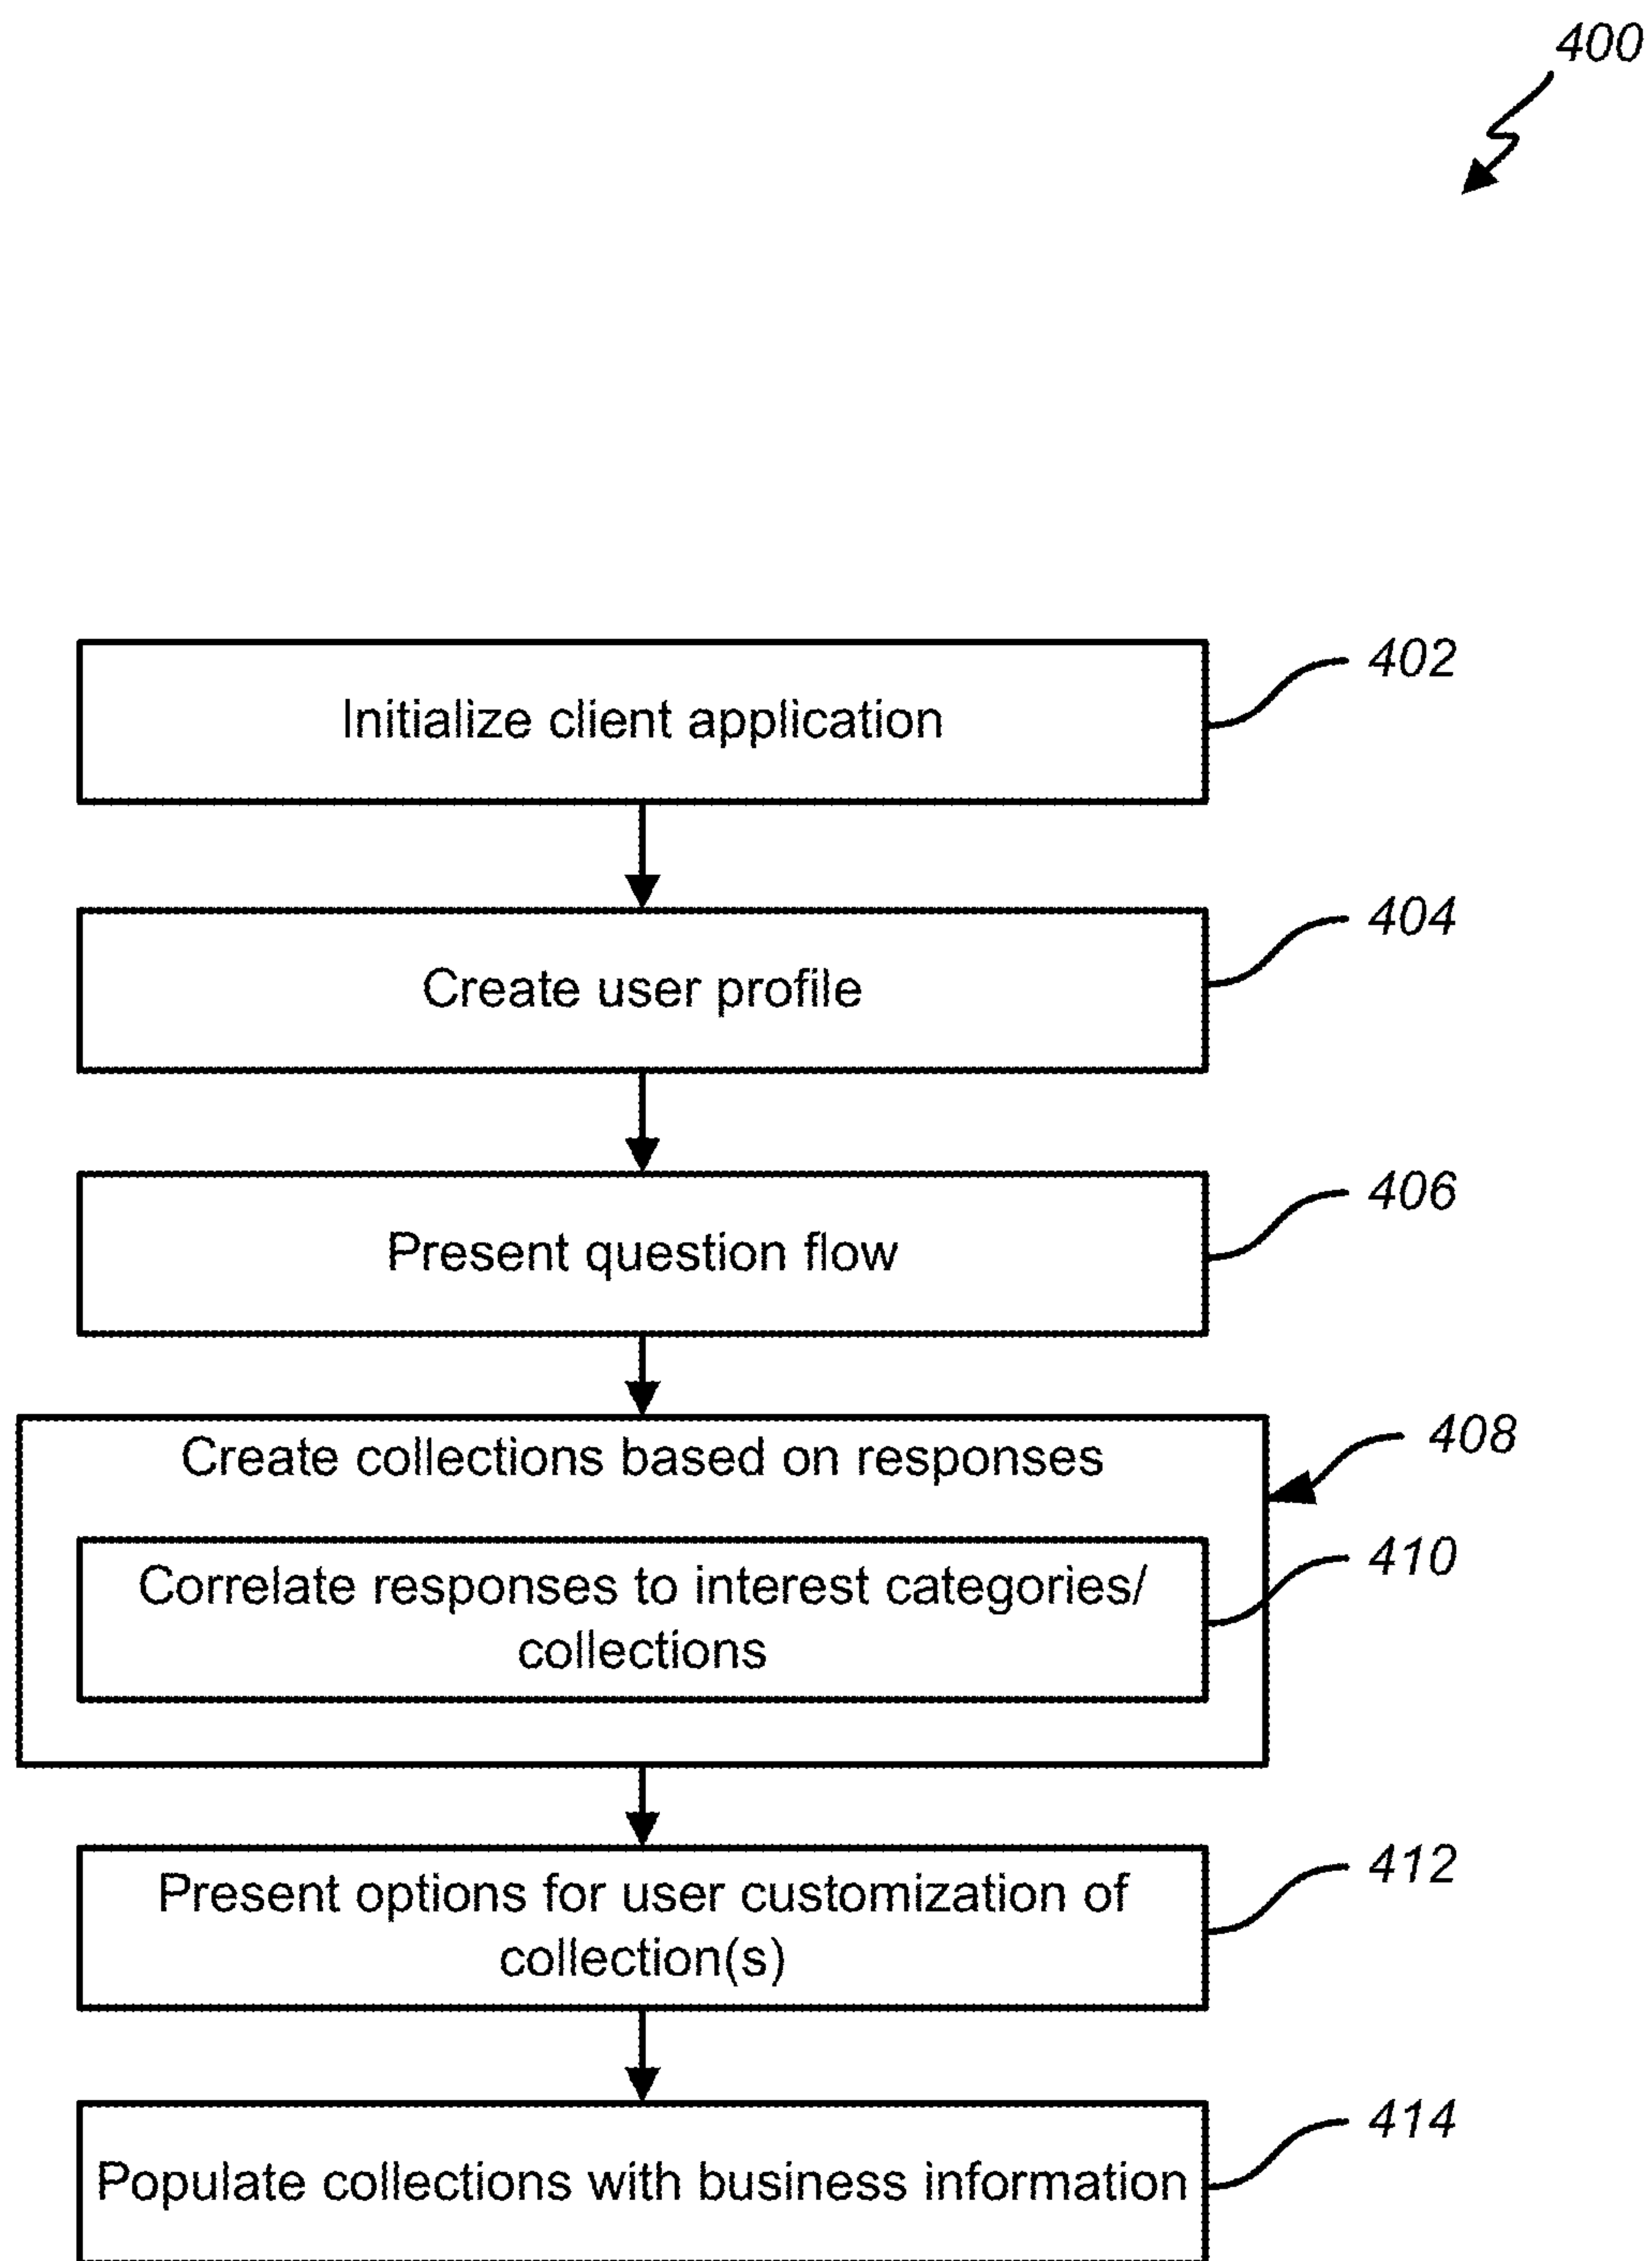 400
Initialize client application
402
Create user profile
404
Present question flow
406
Create collections based on responses
408
Correlate responses to interest categories/
collections
410
Present options for user customization of
collection(s)
412
Populate collections with business information
414